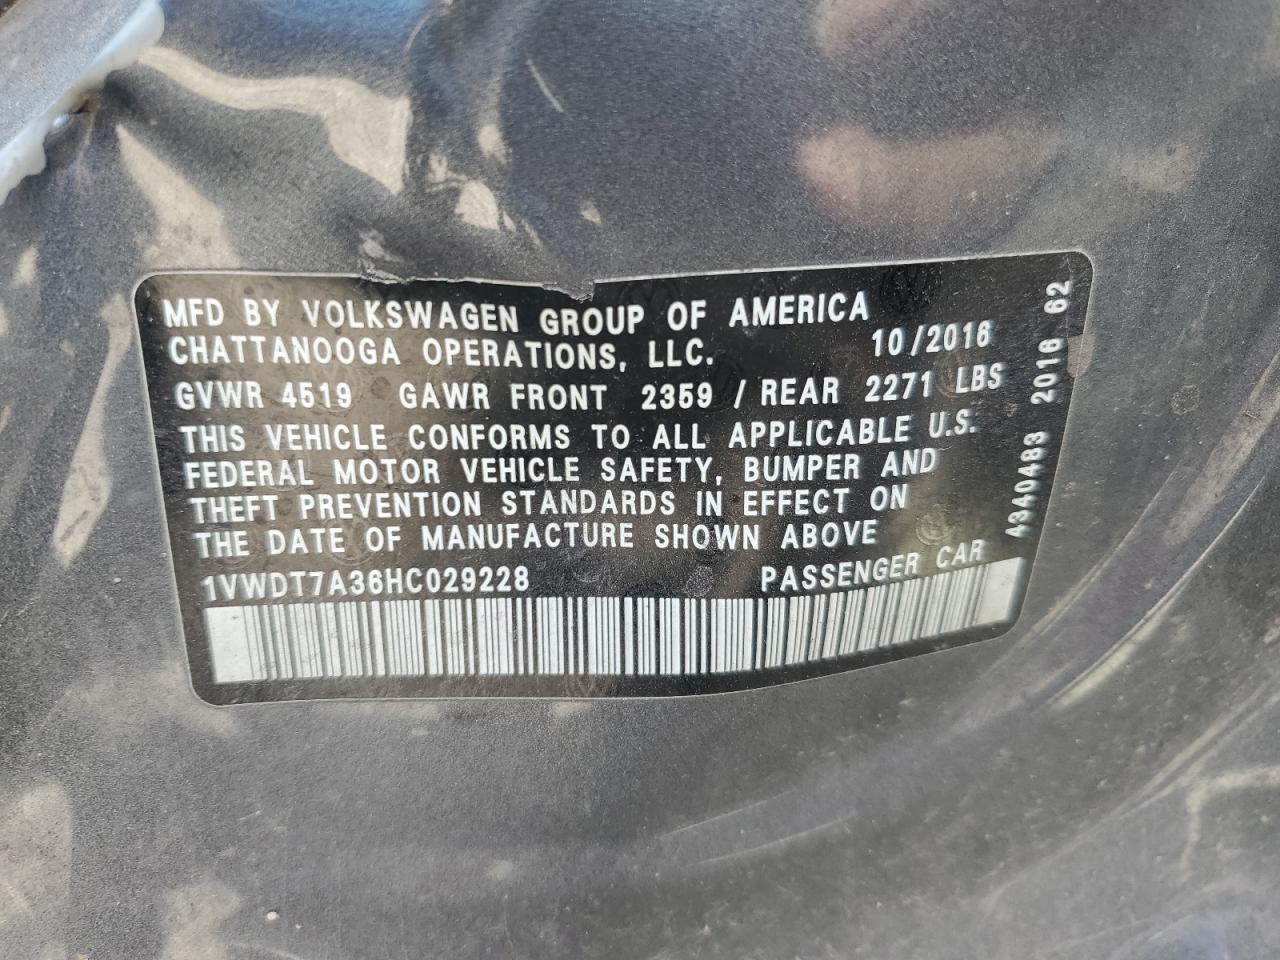 MFD BY VOLKSWAGEN GROUP OF AMERICA
CHATTANOOGA OPERATIONS, LLC. 10/2016
GVWR 4519 GAWR FRONT 2359 / REAR 2271 LBS
THIS VEHICLE CONFORMS TO ALL APPLICABLE U.S.
FEDERAL MOTOR VEHICLE SAFETY, BUMPER AND
THEFT PREVENTION STANDARDS IN EFFECT ON
THE DATE OF MANUFACTURE SHOWN ABOVE
1VWDT7A36HC029228 PASSENGER CAR
4340483 2016 62